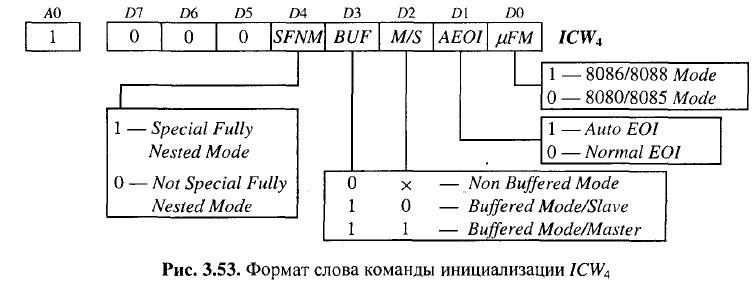 A0 D7 D6 D5 D4 D3 D2 D1 D0
1 0 0 0 SFNM BUF M/S AEOI µFM ICW4
1 — 8086/8088 Mode
0 — 8080/8085 Mode
1 — Special Fully
Nested Mode
0 — Not Special Fully
Nested Mode
1 — Auto EOI
0 — Normal EOI
0 × — Non Buffered Mode
1 0 — Buffered Mode/Slave
1 1 — Buffered Mode/Master
Рис. 3.53. Формат слова команды инициализации ICW4